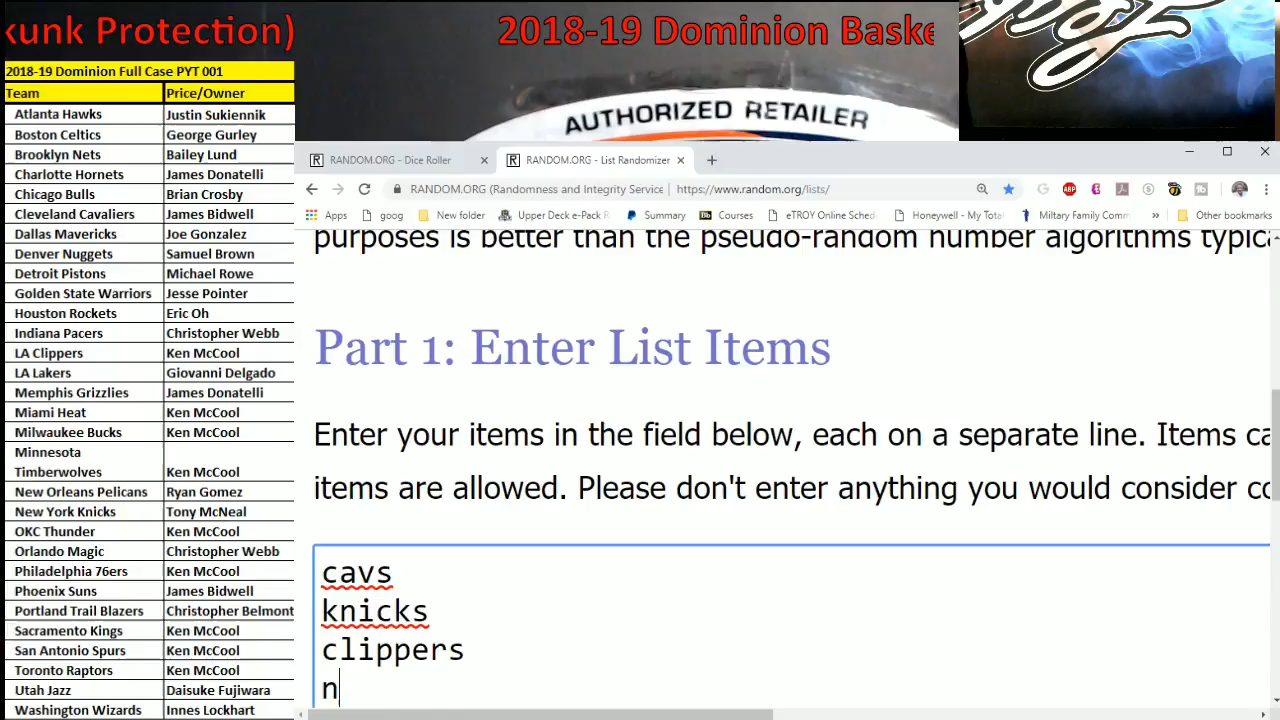 kunk Protection)
2018-19 Dominion Baske
AUTHORIZED RETAILER
2018-19 Dominion Full Case PYT 001
Team Price/Owner
Atlanta Hawks Justin Sukiennik
Boston Celtics George Gurley
Brooklyn Nets Bailey Lund
Charlotte Hornets James Donatelli
Chicago Bulls Brian Crosby
Cleveland Cavaliers James Bidwell
Dallas Mavericks Joe Gonzalez
Denver Nuggets Samuel Brown
Detroit Pistons Michael Rowe
Golden State Warriors Jesse Pointer
Houston Rockets Eric Oh
Indiana Pacers Christopher Webb
LA Clippers Ken McCool
LA Lakers Giovanni Delgado
Memphis Grizzlies James Donatelli
Miami Heat Ken McCool
Milwaukee Bucks Ken McCool
Minnesota
Timberwolves Ken McCool
New Orleans Pelicans Ryan Gomez
New York Knicks Tony McNeal
OKC Thunder Ken McCool
Orlando Magic Christopher Webb
Philadelphia 76ers Ken McCool
Phoenix Suns James Bidwell
Portland Trail Blazers Christopher Belmont
Sacramento Kings Ken McCool
San Antonio Spurs Ken McCool
Toronto Raptors Ken McCool
Utah Jazz Daisuke Fujiwara
Washington Wizards Innes Lockhart
RANDOM.ORG - Dice Roller RANDOM.ORG - List Randomizer
RANDOM.ORG (Randomness and Integrity Service https://www.random.org/lists/
Apps goog New folder Upper Deck e-Pack R Summary Courses eTROY Online Sched Honeywell - My Total Miltary Family Comm » Other bookmarks
purposes is better than the pseudo-random number algorithms typica
Part 1: Enter List Items
Enter your items in the field below, each on a separate line. Items ca
items are allowed. Please don't enter anything you would consider co
cavs
knicks
clippers
n